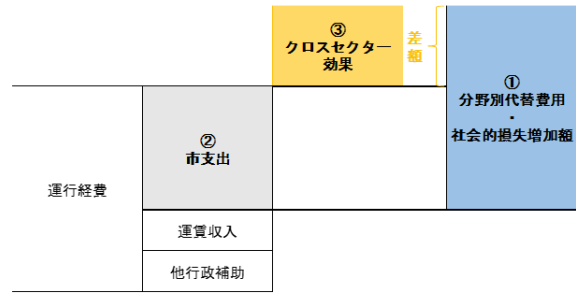 ③
クロスセクター
効果
差
額
①
分野別代替費用
・
社会的損失増加額
②
市支出
運行経費
運賃収入
他行政補助